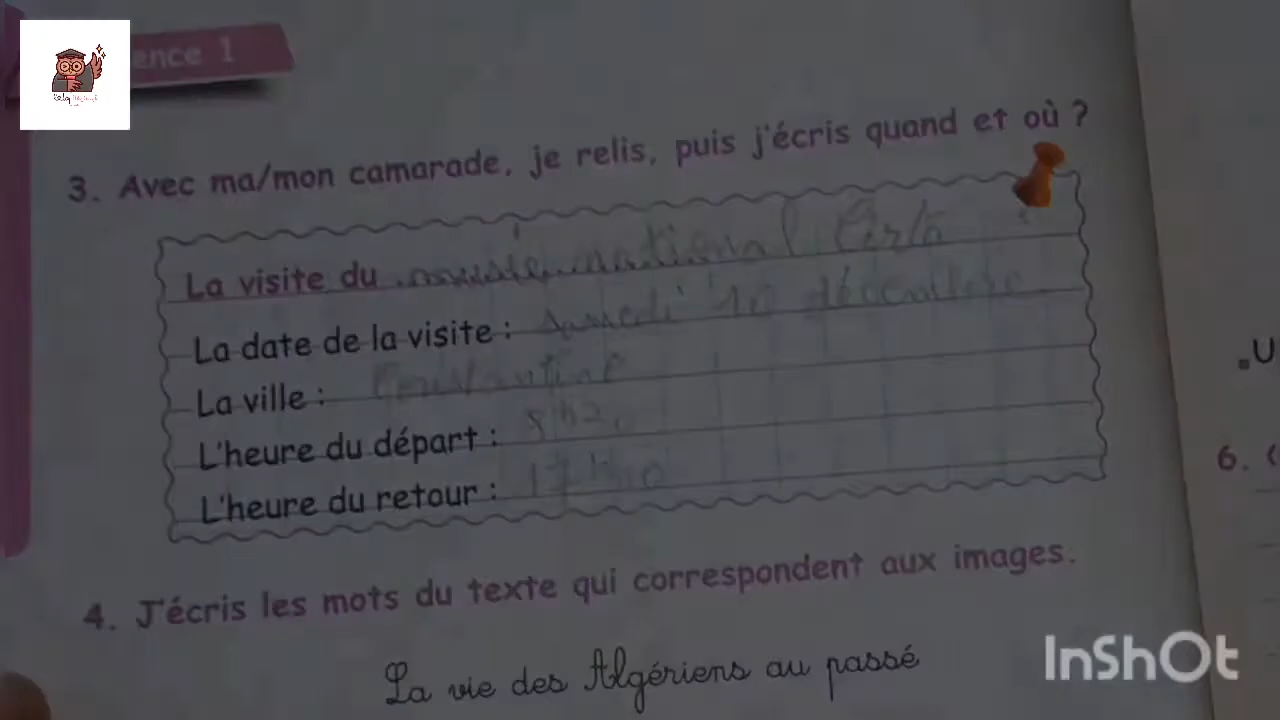 ence 1
3. Avec ma/mon camarade, je relis, puis j'écris quand et où ?
La visite du musée national Cirta
La date de la visite : samedi 10 décembre
La ville :
L'heure du départ :
L'heure du retour : 17h
4. J'écris les mots du texte qui correspondent aux images.
La vie des Algériens au passé
.U
6.
InShOt